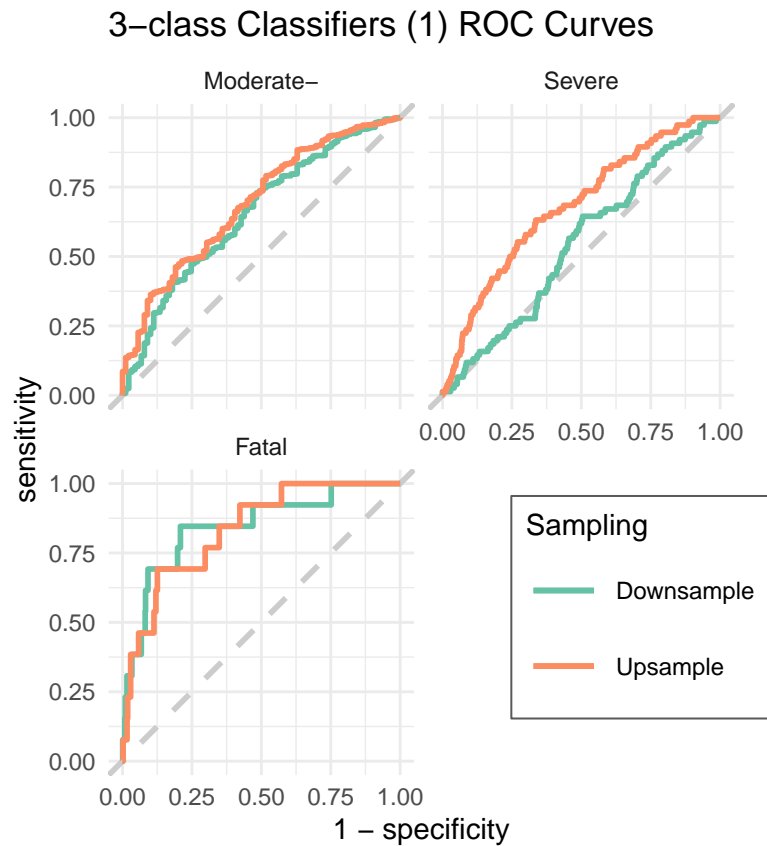 3−class Classifiers (1) ROC Curves
Moderate−
Severe
1.00
0.75
0.50
0.25
0.00
0.00 0.25 0.50 0.75 1.00
Fatal
1.00
0.75
0.50
0.25
0.00
0.00 0.25 0.50 0.75 1.00
sensitivity
1 − specificity
Sampling
Downsample
Upsample